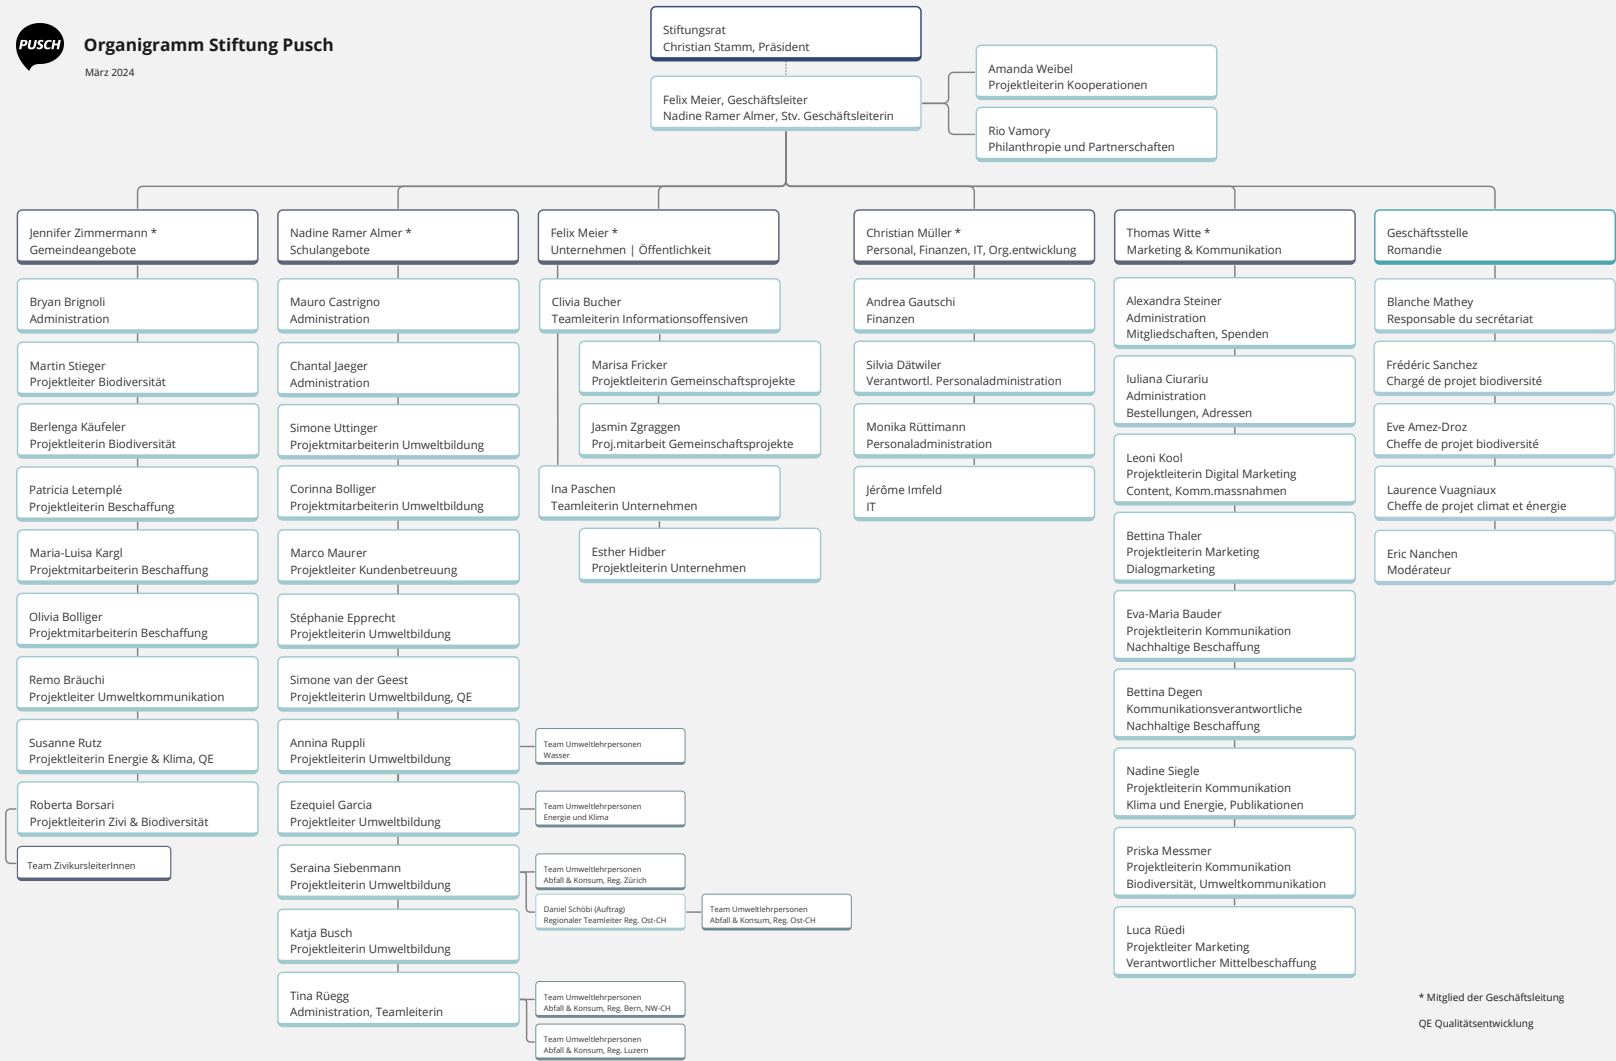 PUSCH
Organigramm Stiftung Pusch
März 2024
Stiftungsrat
Christian Stamm, Präsident
Felix Meier, Geschäftsleiter
Nadine Ramer Almer, Stv. Geschäftsleiterin
Amanda Weibel
Projektleiterin Kooperationen
Rio Vamory
Philanthropie und Partnerschaften
Jennifer Zimmermann *
Gemeindeangebote
Bryan Brignoli
Administration
Martin Stieger
Projektleiter Biodiversität
Berlenga Käufeler
Projektleiterin Biodiversität
Patricia Letemplé
Projektleiterin Beschaffung
Maria-Luisa Kargl
Projektmitarbeiterin Beschaffung
Olivia Bolliger
Projektmitarbeiterin Beschaffung
Remo Bräuchi
Projektleiter Umweltkommunikation
Susanne Rutz
Projektleiterin Energie & Klima, QE
Roberta Borsari
Projektleiterin Zivi & Biodiversität
Team ZivikursleiterInnen
Nadine Ramer Almer *
Schulangebote
Mauro Castrigno
Administration
Chantal Jaeger
Administration
Simone Uttinger
Projektmitarbeiterin Umweltbildung
Corinna Bolliger
Projektmitarbeiterin Umweltbildung
Marco Maurer
Projektleiter Kundenbetreuung
Stéphanie Epprecht
Projektleiterin Umweltbildung
Simone van der Geest
Projektleiterin Umweltbildung, QE
Annina Ruppli
Projektleiterin Umweltbildung
Team Umweltlehrpersonen
Wasser
Ezequiel Garcia
Projektleiter Umweltbildung
Team Umweltlehrpersonen
Energie und Klima
Seraina Siebenmann
Projektleiterin Umweltbildung
Team Umweltlehrpersonen
Abfall & Konsum, Reg. Zürich
Daniel Schöbi (Auftrag)
Regionaler Teamleiter Reg. Ost-CH
Team Umweltlehrpersonen
Abfall & Konsum, Reg. Ost-CH
Katja Busch
Projektleiterin Umweltbildung
Tina Rüegg
Administration, Teamleiterin
Team Umweltlehrpersonen
Abfall & Konsum, Reg. Bern, NW-CH
Team Umweltlehrpersonen
Abfall & Konsum, Reg. Luzern
Felix Meier *
Unternehmen | Öffentlichkeit
Clivia Bucher
Teamleiterin Informationsoffensiven
Marisa Fricker
Projektleiterin Gemeinschaftsprojekte
Jasmin Zgraggen
Proj.mitarbeit Gemeinschaftsprojekte
Ina Paschen
Teamleiterin Unternehmen
Esther Hidber
Projektleiterin Unternehmen
Christian Müller *
Personal, Finanzen, IT, Org.entwicklung
Andrea Gautschi
Finanzen
Silvia Dätwiler
Verantwortl. Personaladministration
Monika Rüttimann
Personaladministration
Jérôme Imfeld
IT
Thomas Witte *
Marketing & Kommunikation
Alexandra Steiner
Administration
Mitgliedschaften, Spenden
Iuliana Ciurariu
Administration
Bestellungen, Adressen
Leoni Kool
Projektleiterin Digital Marketing
Content, Komm.massnahmen
Bettina Thaler
Projektleiterin Marketing
Dialogmarketing
Eva-Maria Bauder
Projektleiterin Kommunikation
Nachhaltige Beschaffung
Bettina Degen
Kommunikationsverantwortliche
Nachhaltige Beschaffung
Nadine Siegle
Projektleiterin Kommunikation
Klima und Energie, Publikationen
Priska Messmer
Projektleiterin Kommunikation
Biodiversität, Umweltkommunikation
Luca Rüedi
Projektleiter Marketing
Verantwortlicher Mittelbeschaffung
Geschäftsstelle
Romandie
Blanche Mathey
Responsable du secrétariat
Frédéric Sanchez
Chargé de projet biodiversité
Eve Amez-Droz
Cheffe de projet biodiversité
Laurence Vuagniaux
Cheffe de projet climat et énergie
Eric Nanchen
Modérateur
* Mitglied der Geschäftsleitung
QE Qualitätsentwicklung